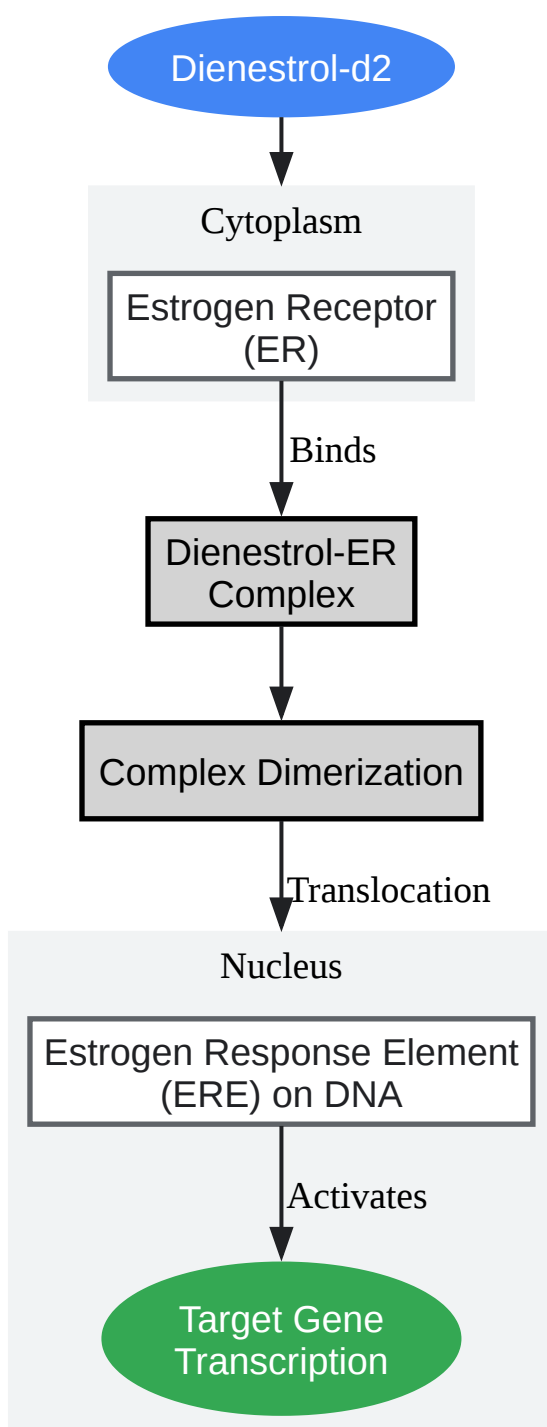 Dienestrol-d2
Cytoplasm
Estrogen Receptor
(ER)
Binds
Dienestrol-ER
Complex
Complex Dimerization
Translocation
Nucleus
Estrogen Response Element
(ERE) on DNA
Activates
Target Gene
Transcription